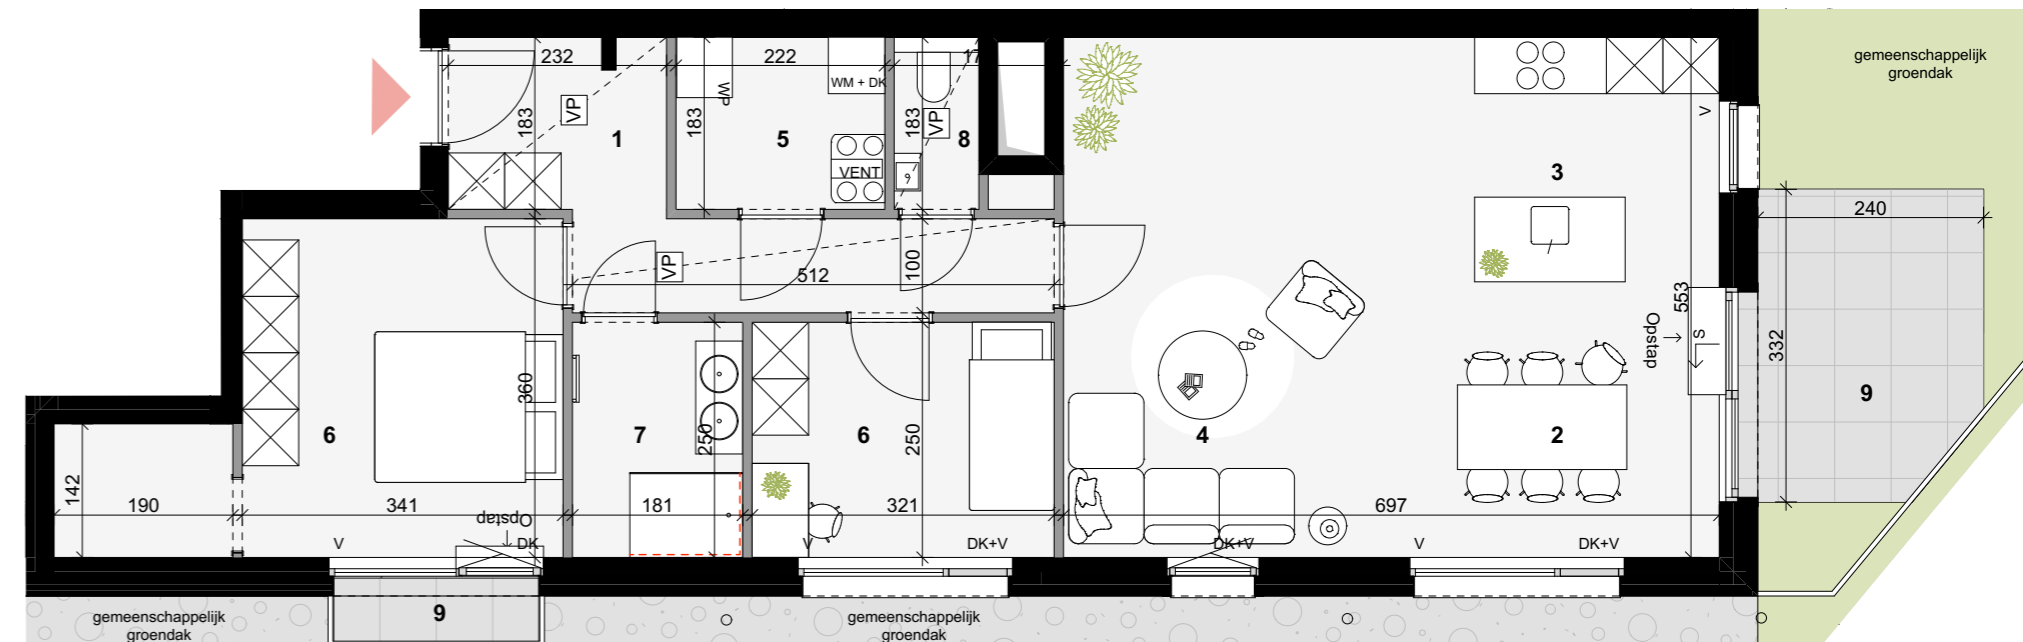 gemeenschappelijk
groendak
232
222
17
WM + DK
WP
VP
183
1
183
5
183
VP
8
V
3
VENT
240
VP
512
100
553
Opstap
S
332
360
9
6
7
250
6
250
4
2
142
190
341
181
321
697
Opstap
V
DK
V
DK+V
DK+V
V
DK+V
gemeenschappelijk
groendak
9
gemeenschappelijk
groendak